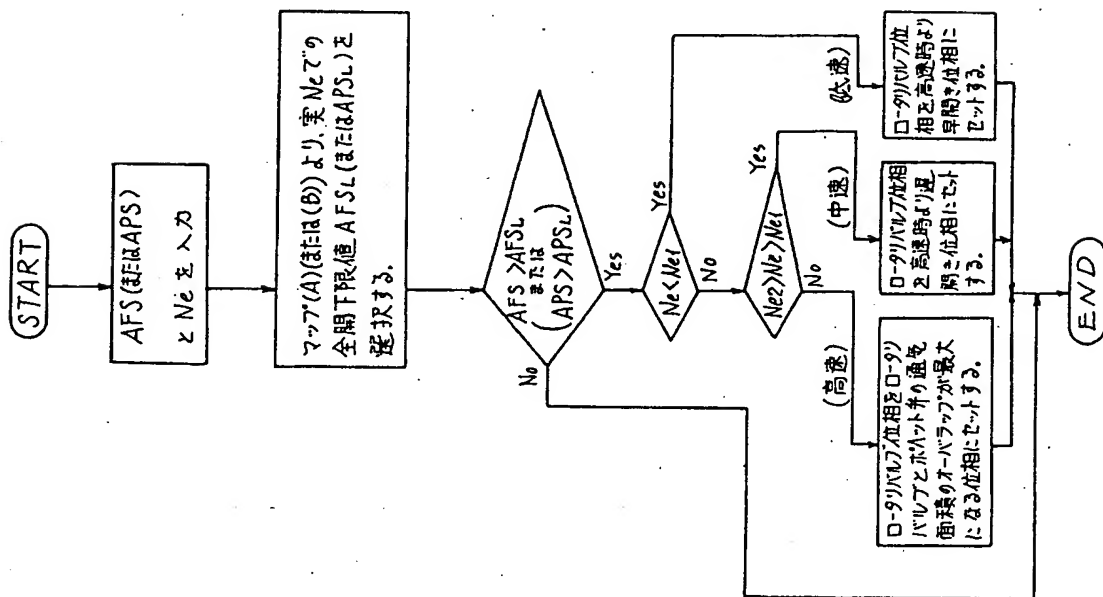 START
AFS(またはAPS)
とNeを入力
マップ(A)(または(B))より、実Neでの
全開下限値AFSL(またはAPSL)を
選択する。
AFS>AFSL
または
(APS>APSL)
No
Yes
Ne<Ne1
Yes
No
Ne2>Ne>Ne1
Yes
No
(低速)
(中速)
(高速)
ロータリバルブ位
相を高速時より
早開き位相に
セットする。
ロータリバルブ位相
を高速時より遅
開き位相にセット
する。
ロータリバルブ位相をロータリ
バルブとポペット弁の通気
面積のオーバラップが最大
になる位相にセットする。
END